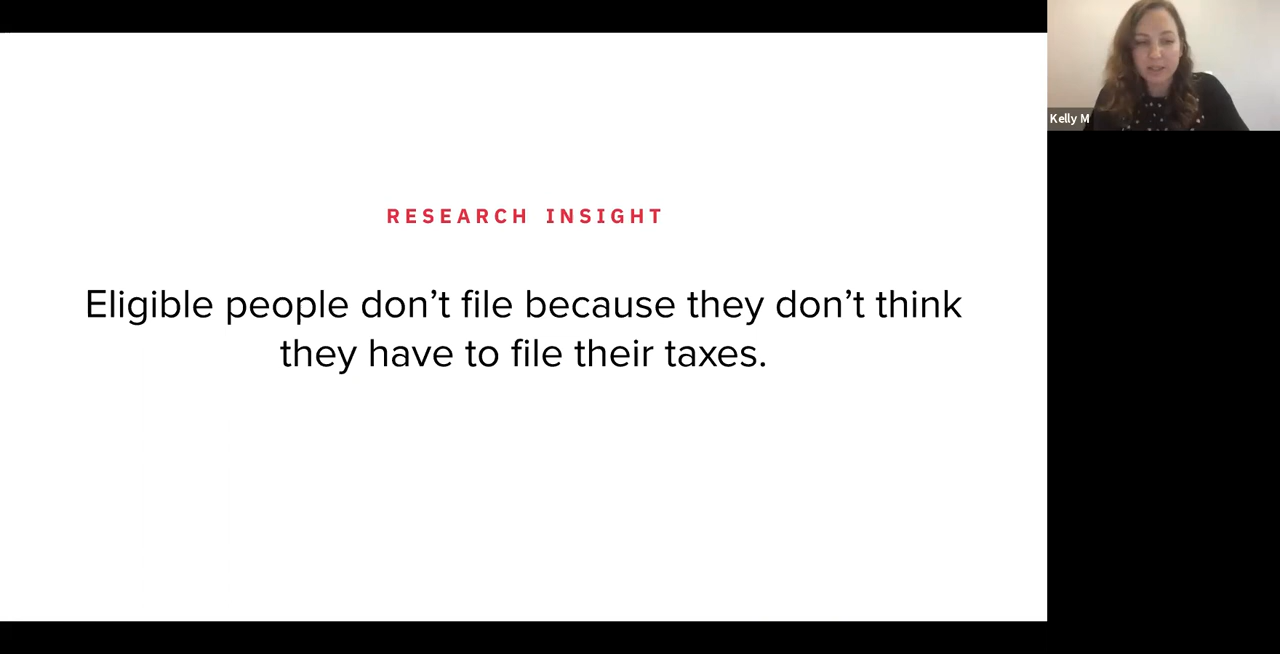 RESEARCH INSIGHT
Eligible people don’t file because they don’t think
they have to file their taxes.
Kelly M